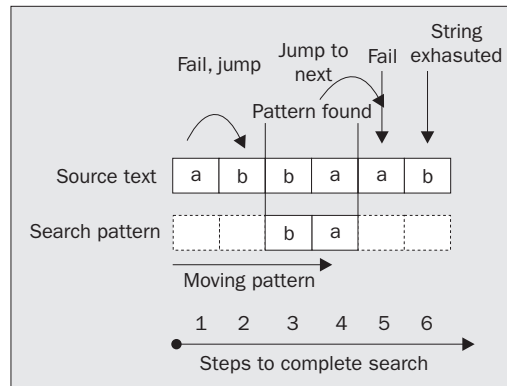 String
exhasuted
Jump to
next
Fail
Fail, jump
Pattern found
Source text a b b a a b
Search pattern b a
Moving pattern
1 2 3 4 5 6
Steps to complete search